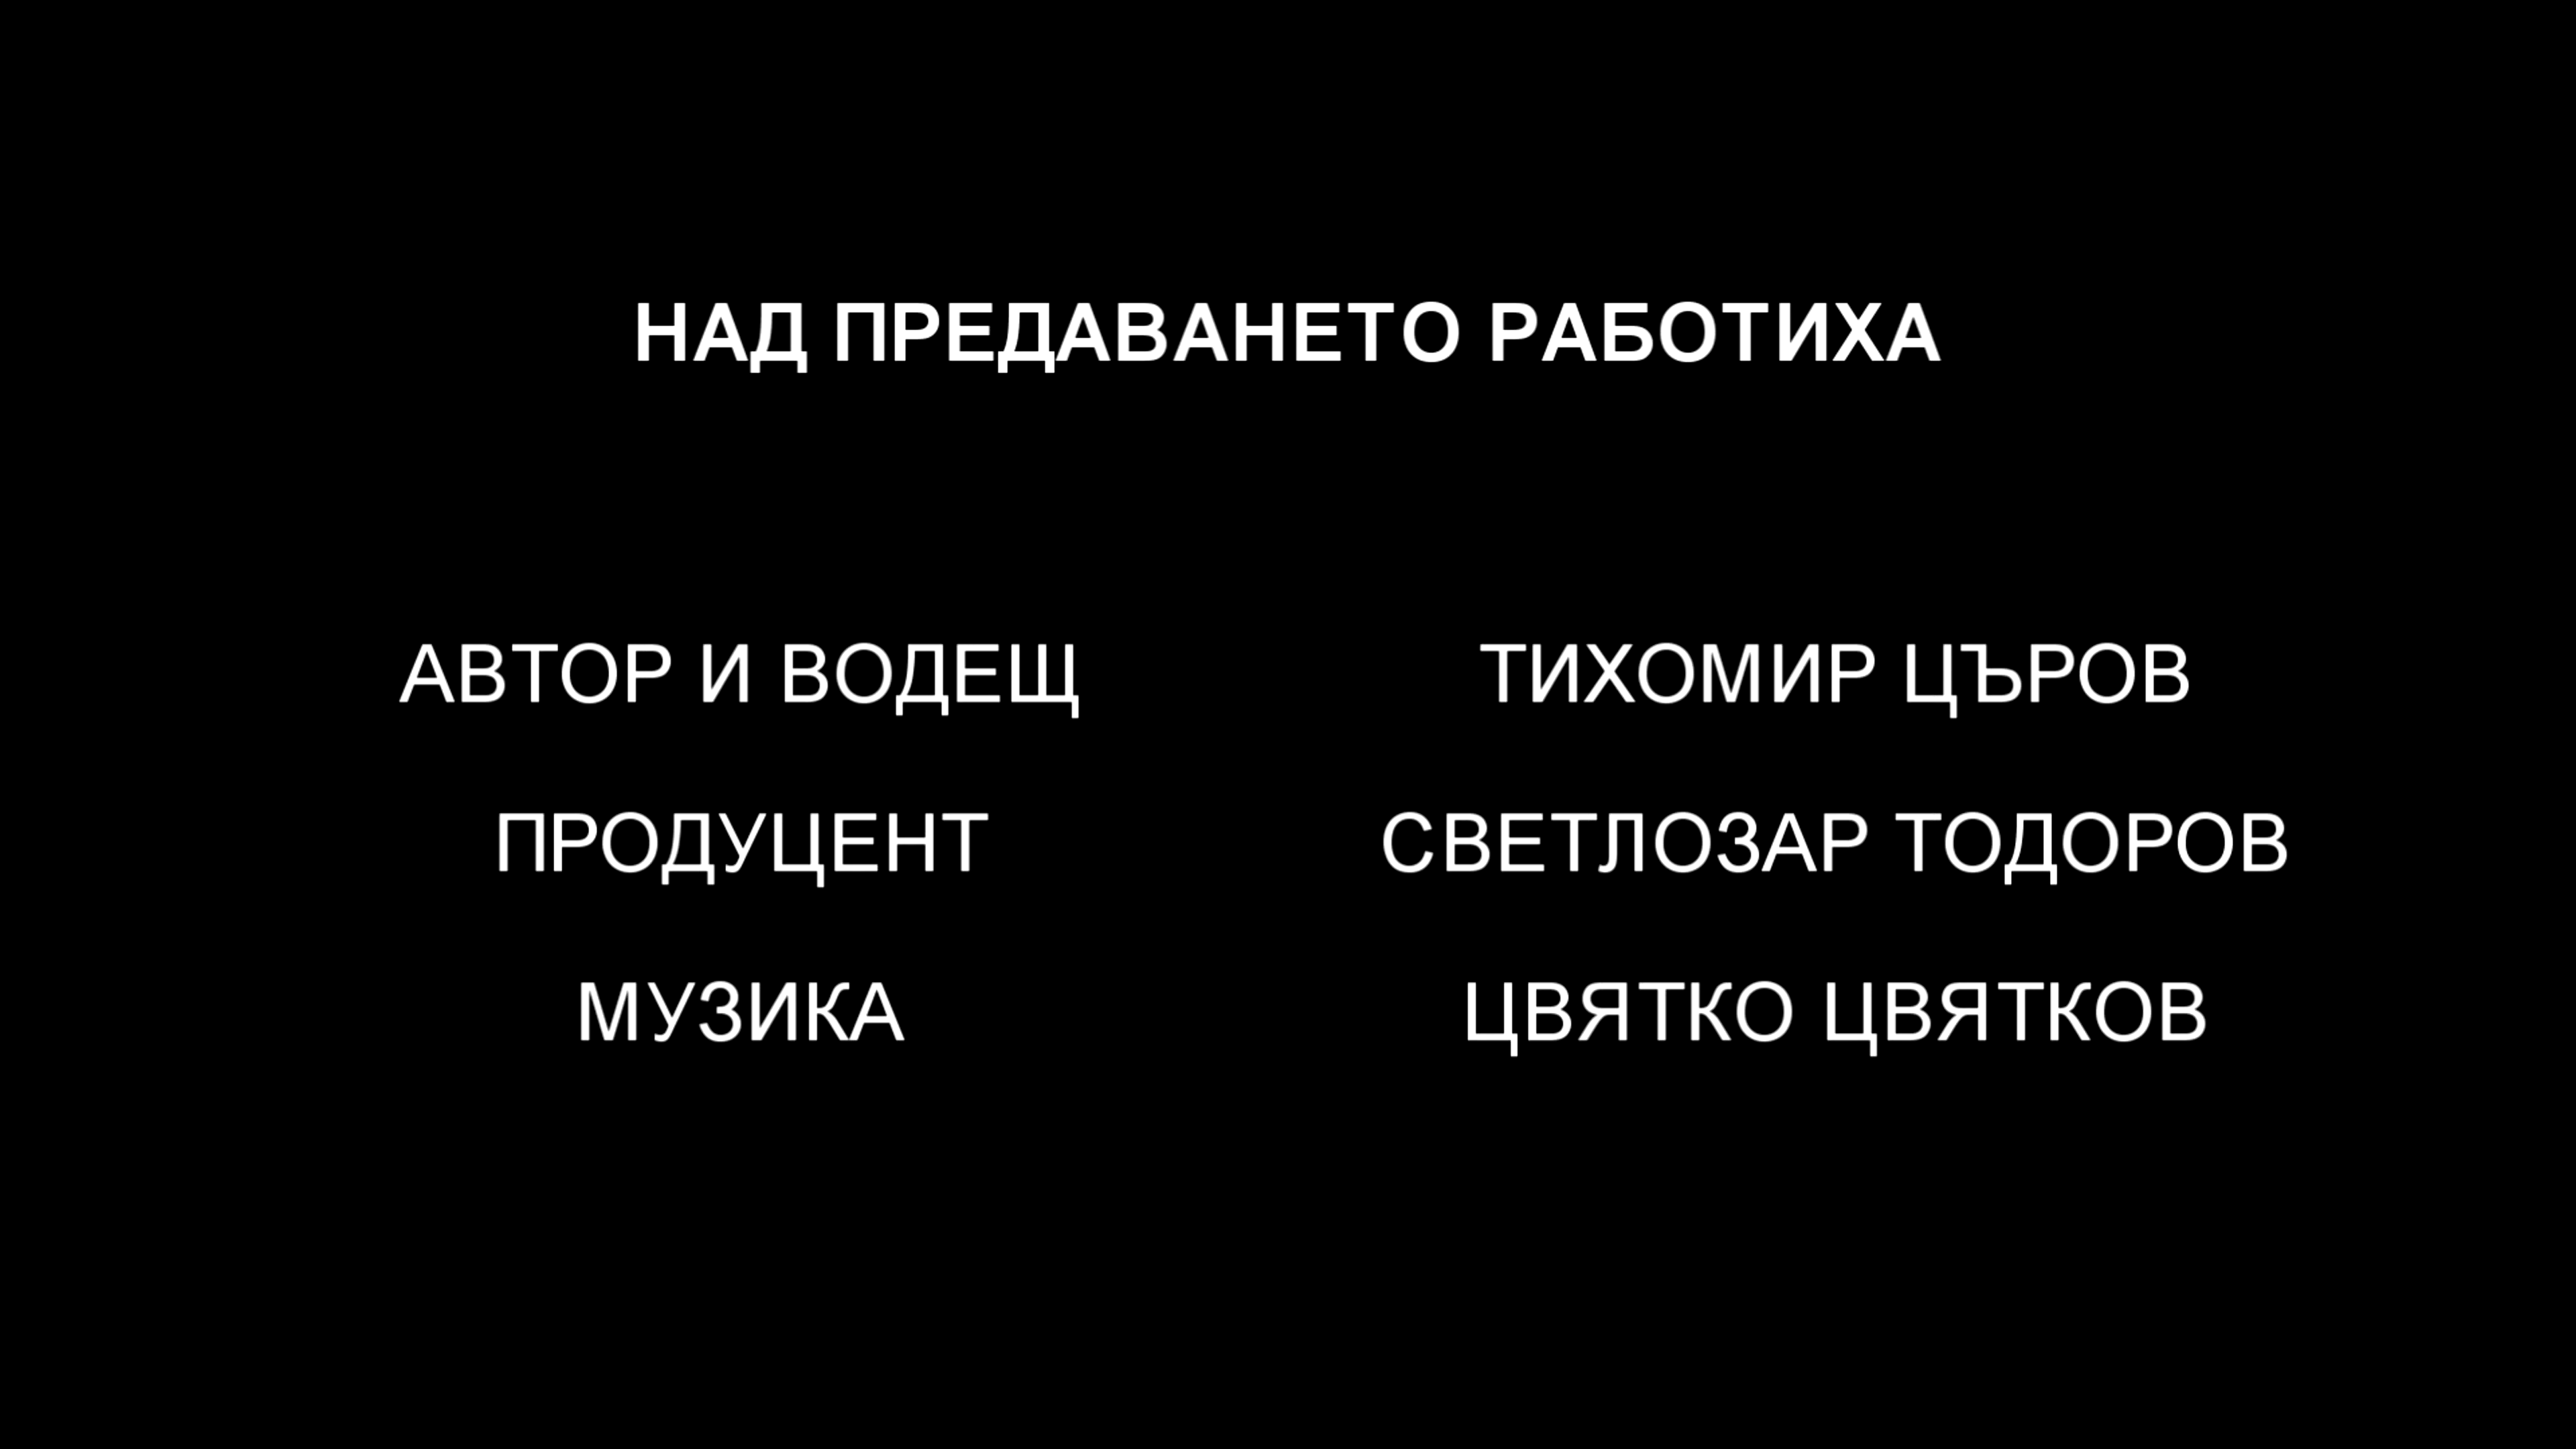 НАД ПРЕДАВАНЕТО РАБОТИХА
АВТОР И ВОДЕЩ ТИХОМИР ЦЪРОВ
ПРОДУЦЕНТ СВЕТЛОЗАР ТОДОРОВ
МУЗИКА ЦВЯТКО ЦВЯТКОВ